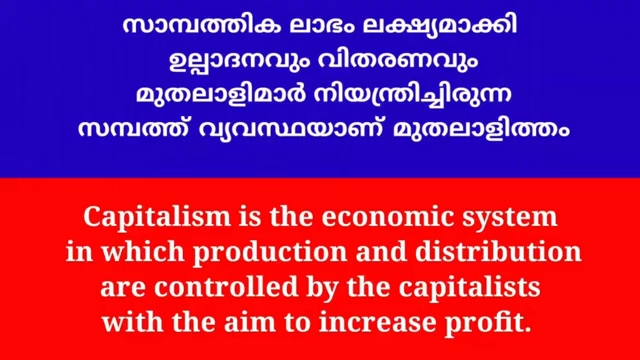 സാമ്പത്തിക ലാഭം ലക്ഷ്യമാക്കി
ഉല്പാദനവും വിതരണവും
മുതലാളിമാർ നിയന്ത്രിച്ചിരുന്ന
സമ്പത്ത് വ്യവസ്ഥയാണ് മുതലാളിത്തം
Capitalism is the economic system
in which production and distribution
are controlled by the capitalists
with the aim to increase profit.